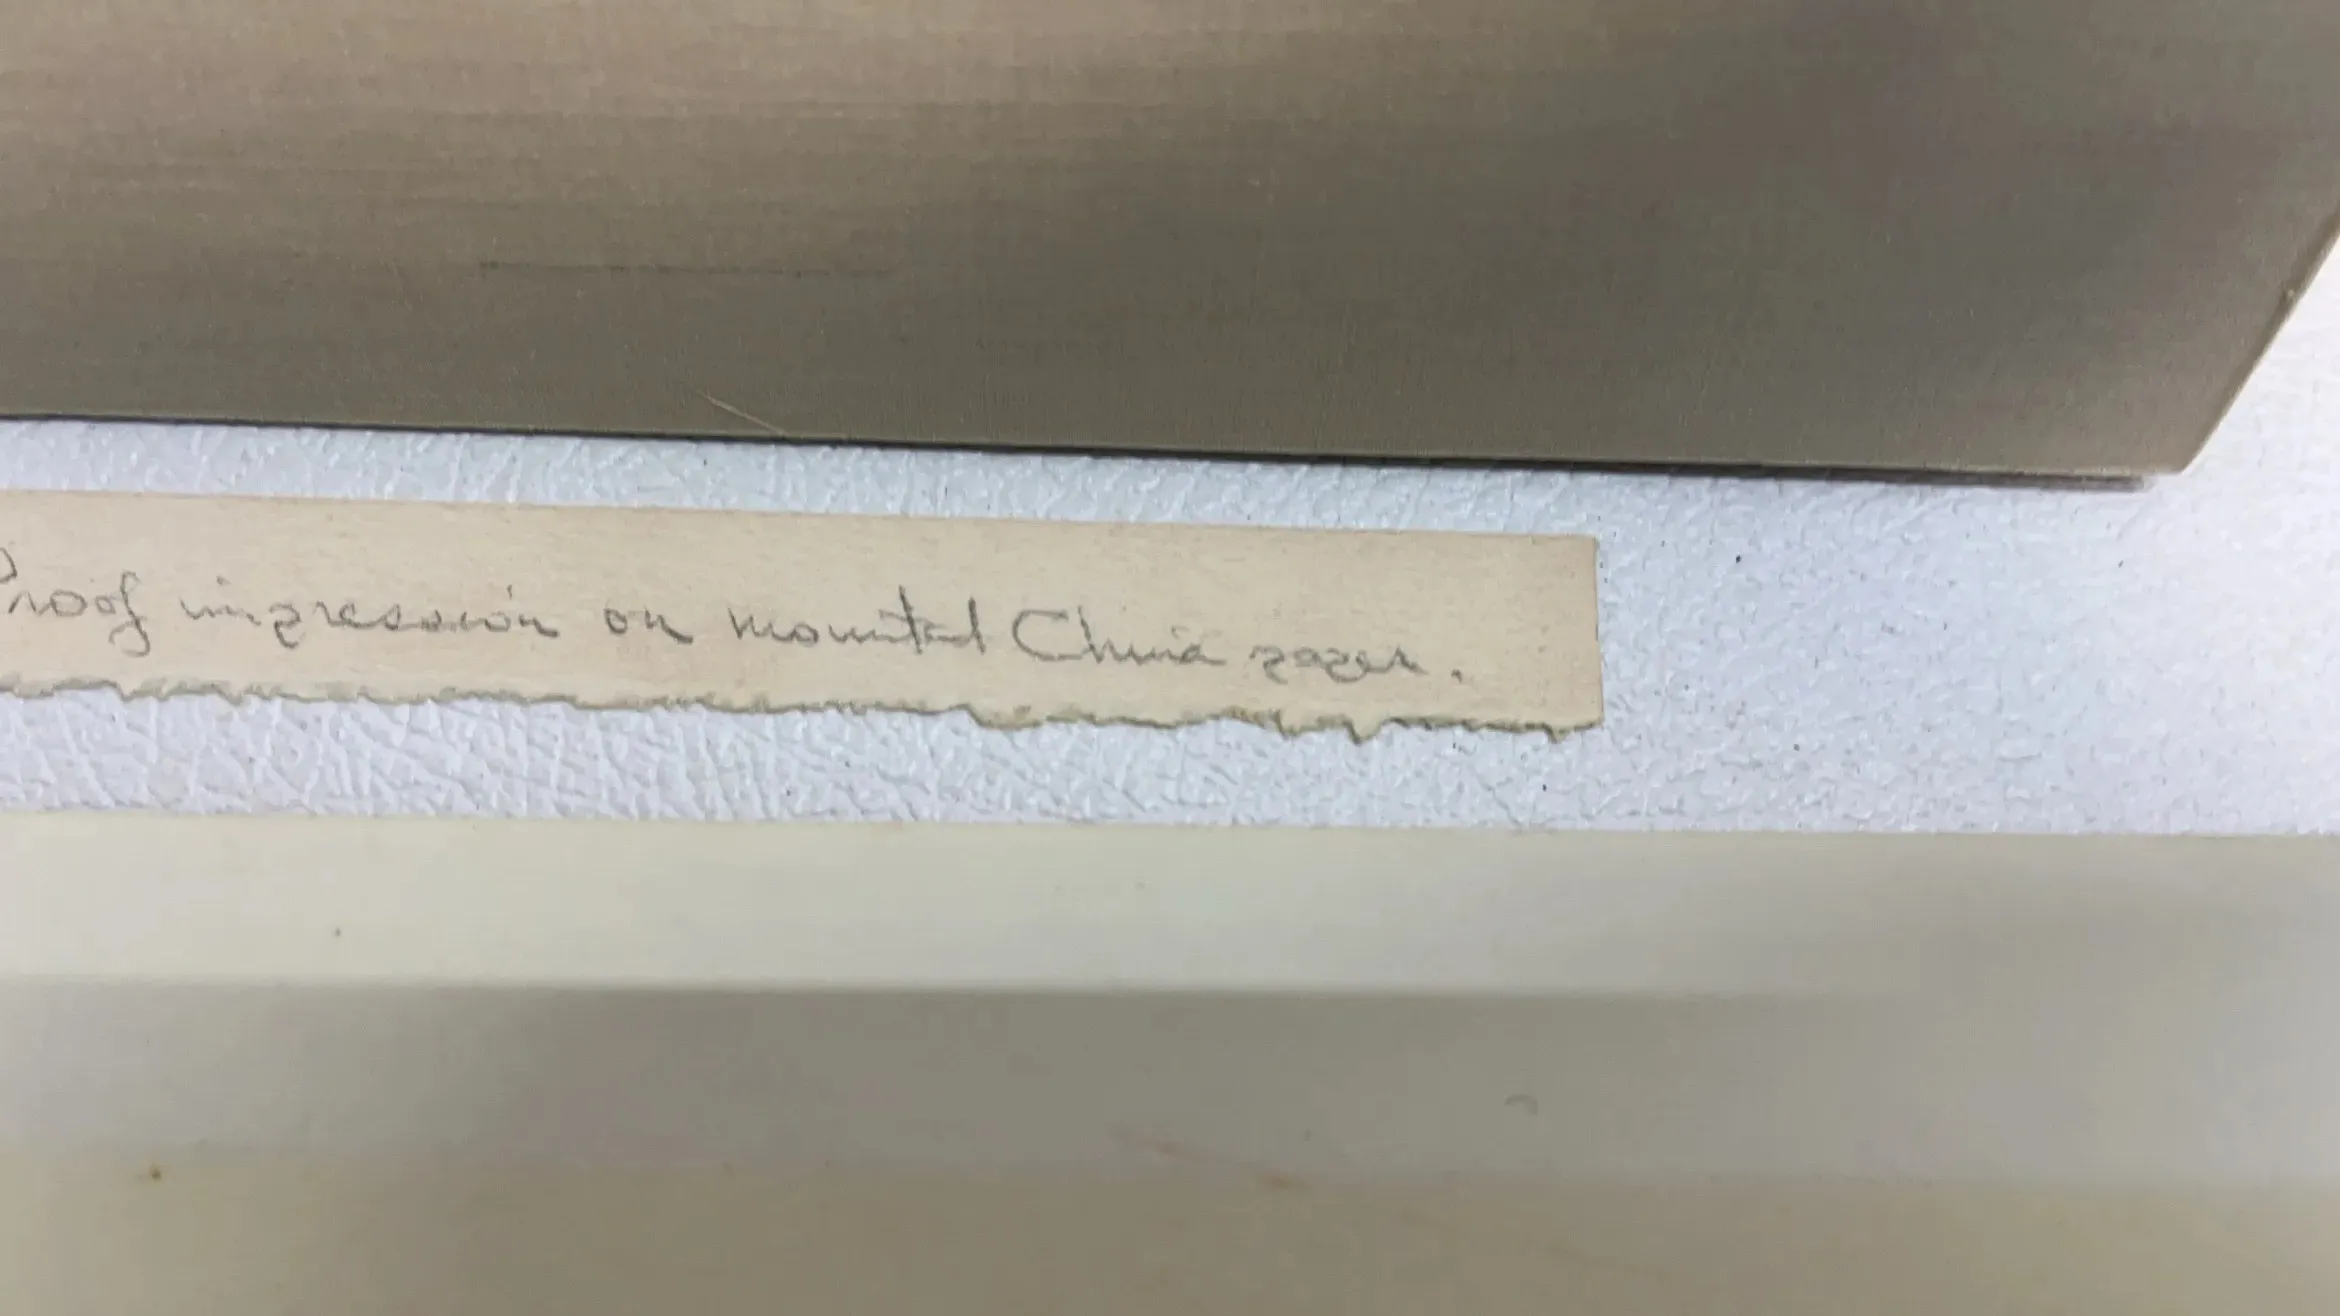 Proof impression on mounted China paper.